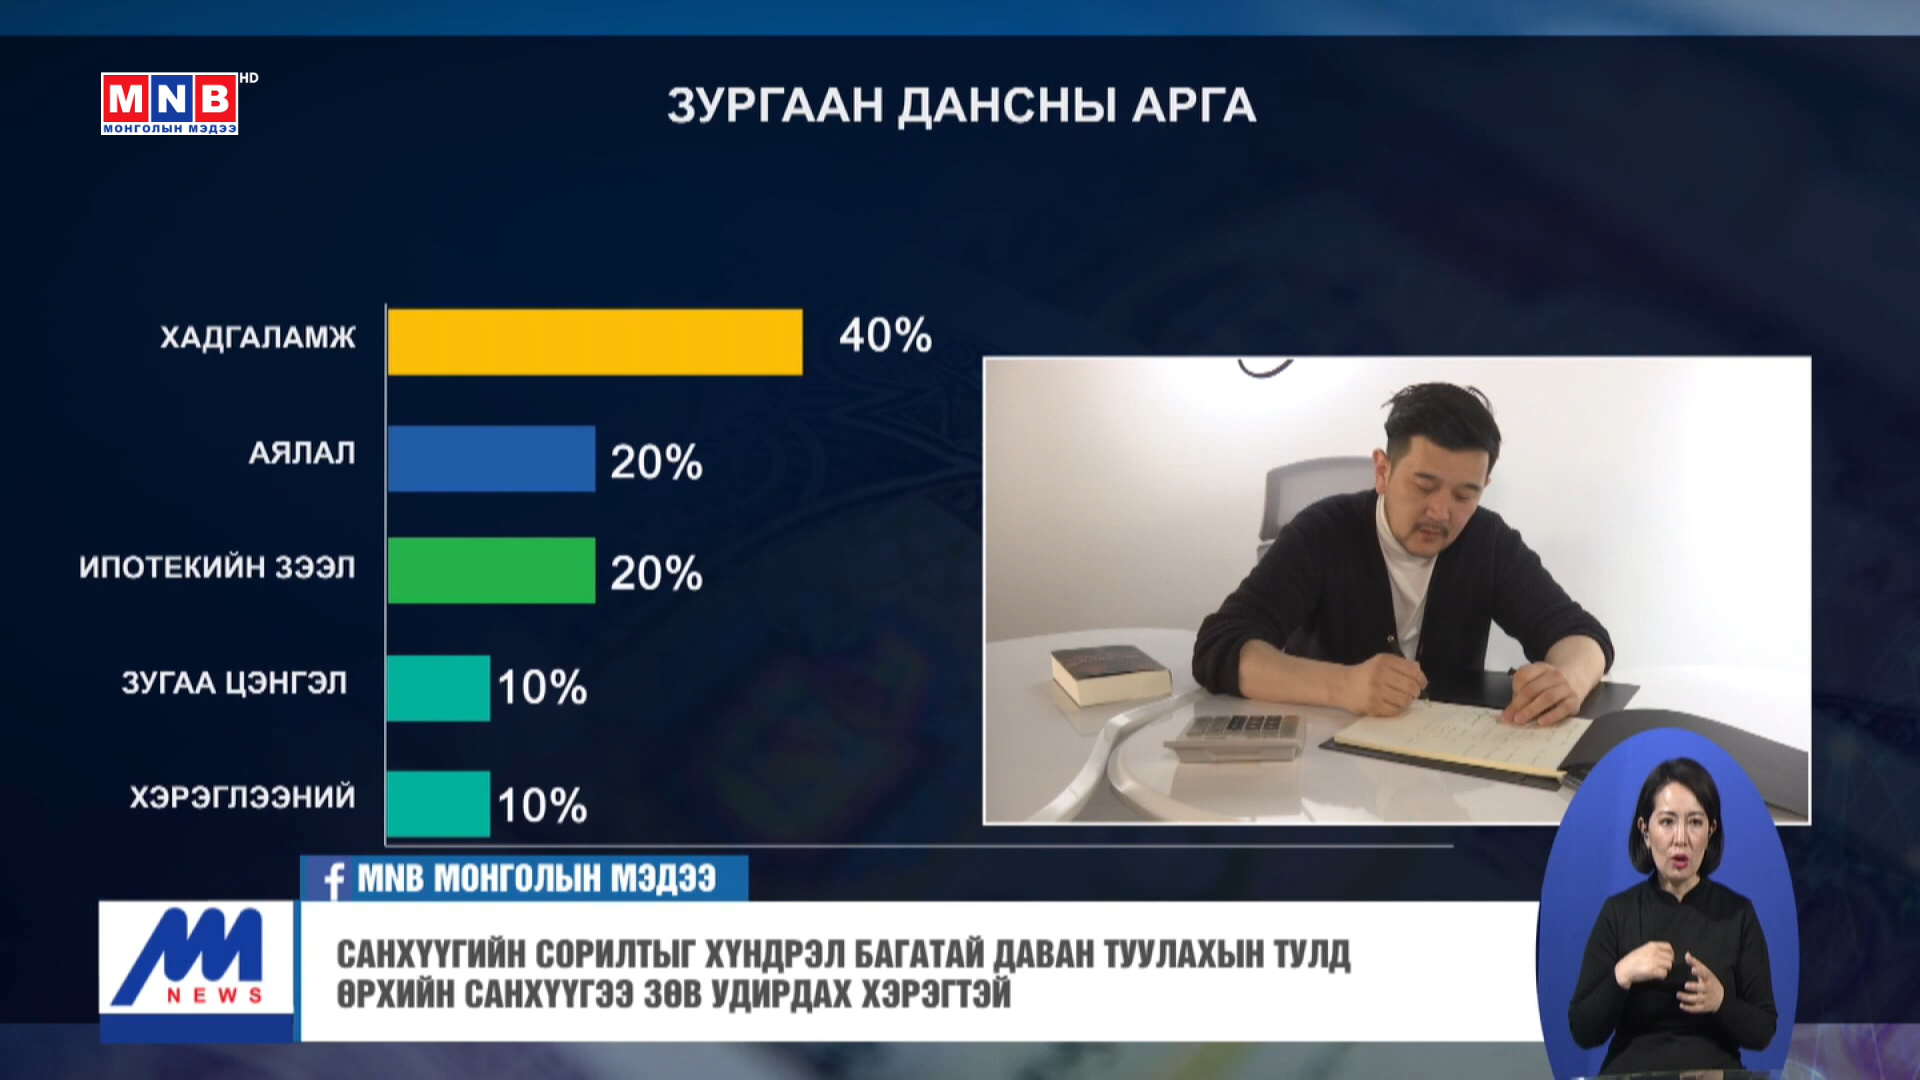 MNB HD
МОНГОЛЫН МЭДЭЭ
ЗУРГААН ДАНСНЫ АРГА
ХАДГАЛАМЖ 40%
АЯЛАЛ 20%
ИПОТЕКИЙН ЗЭЭЛ 20%
ЗУГАА ЦЭНГЭЛ 10%
ХЭРЭГЛЭЭНИЙ 10%
f MNB МОНГОЛЫН МЭДЭЭ
NEWS
САНХҮҮГИЙН СОРИЛТЫГ ХҮНДРЭЛ БАГАТАЙ ДАВАН ТУУЛАХЫН ТУЛД
ӨРХИЙН САНХҮҮГЭЭ ЗӨВ УДИРДАХ ХЭРЭГТЭЙ